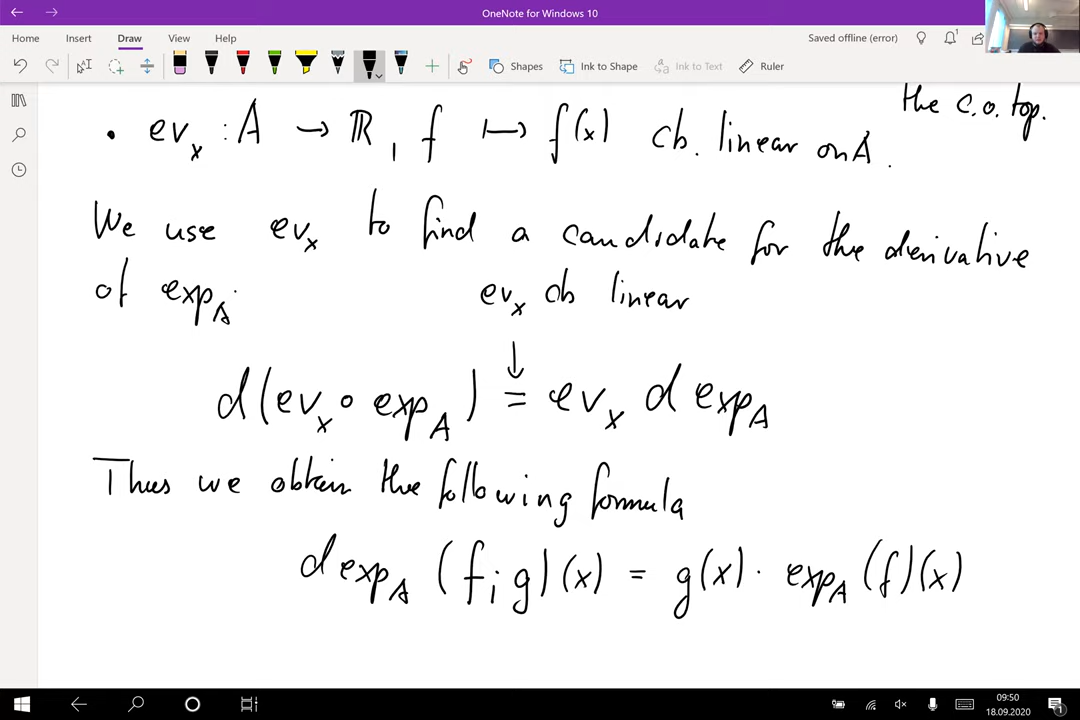 OneNote for Windows 10
Home Insert Draw View Help Saved offline (error)
Shapes Ink to Shape Ink to Text Ruler
the c.o. top.
• ev_x : A → ℝ, f ↦ f(x) cb. linear on A.
We use ev_x to find a candidate for the derivative
of exp_A.
ev_x cb linear
↓
d(ev_x ∘ exp_A) = ev_x d exp_A
Thus we obtain the following formula
d exp_A (f; g)(x) = g(x) · exp_A (f)(x)
09:50
18.09.2020